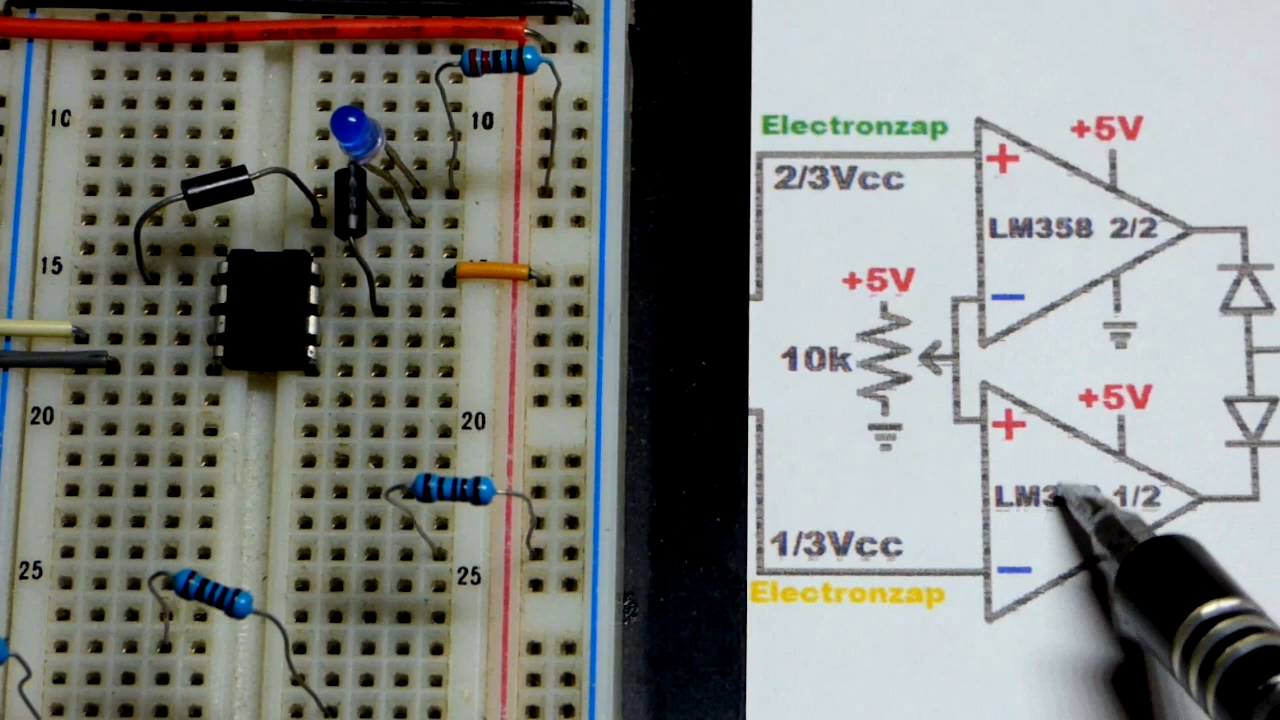 10
10
15
20
20
25
25
Electronzap
+5V
+
2/3Vcc
LM358 2/2
+5V
−
10k
+5V
+
1/2
1/3Vcc
−
Electronzap